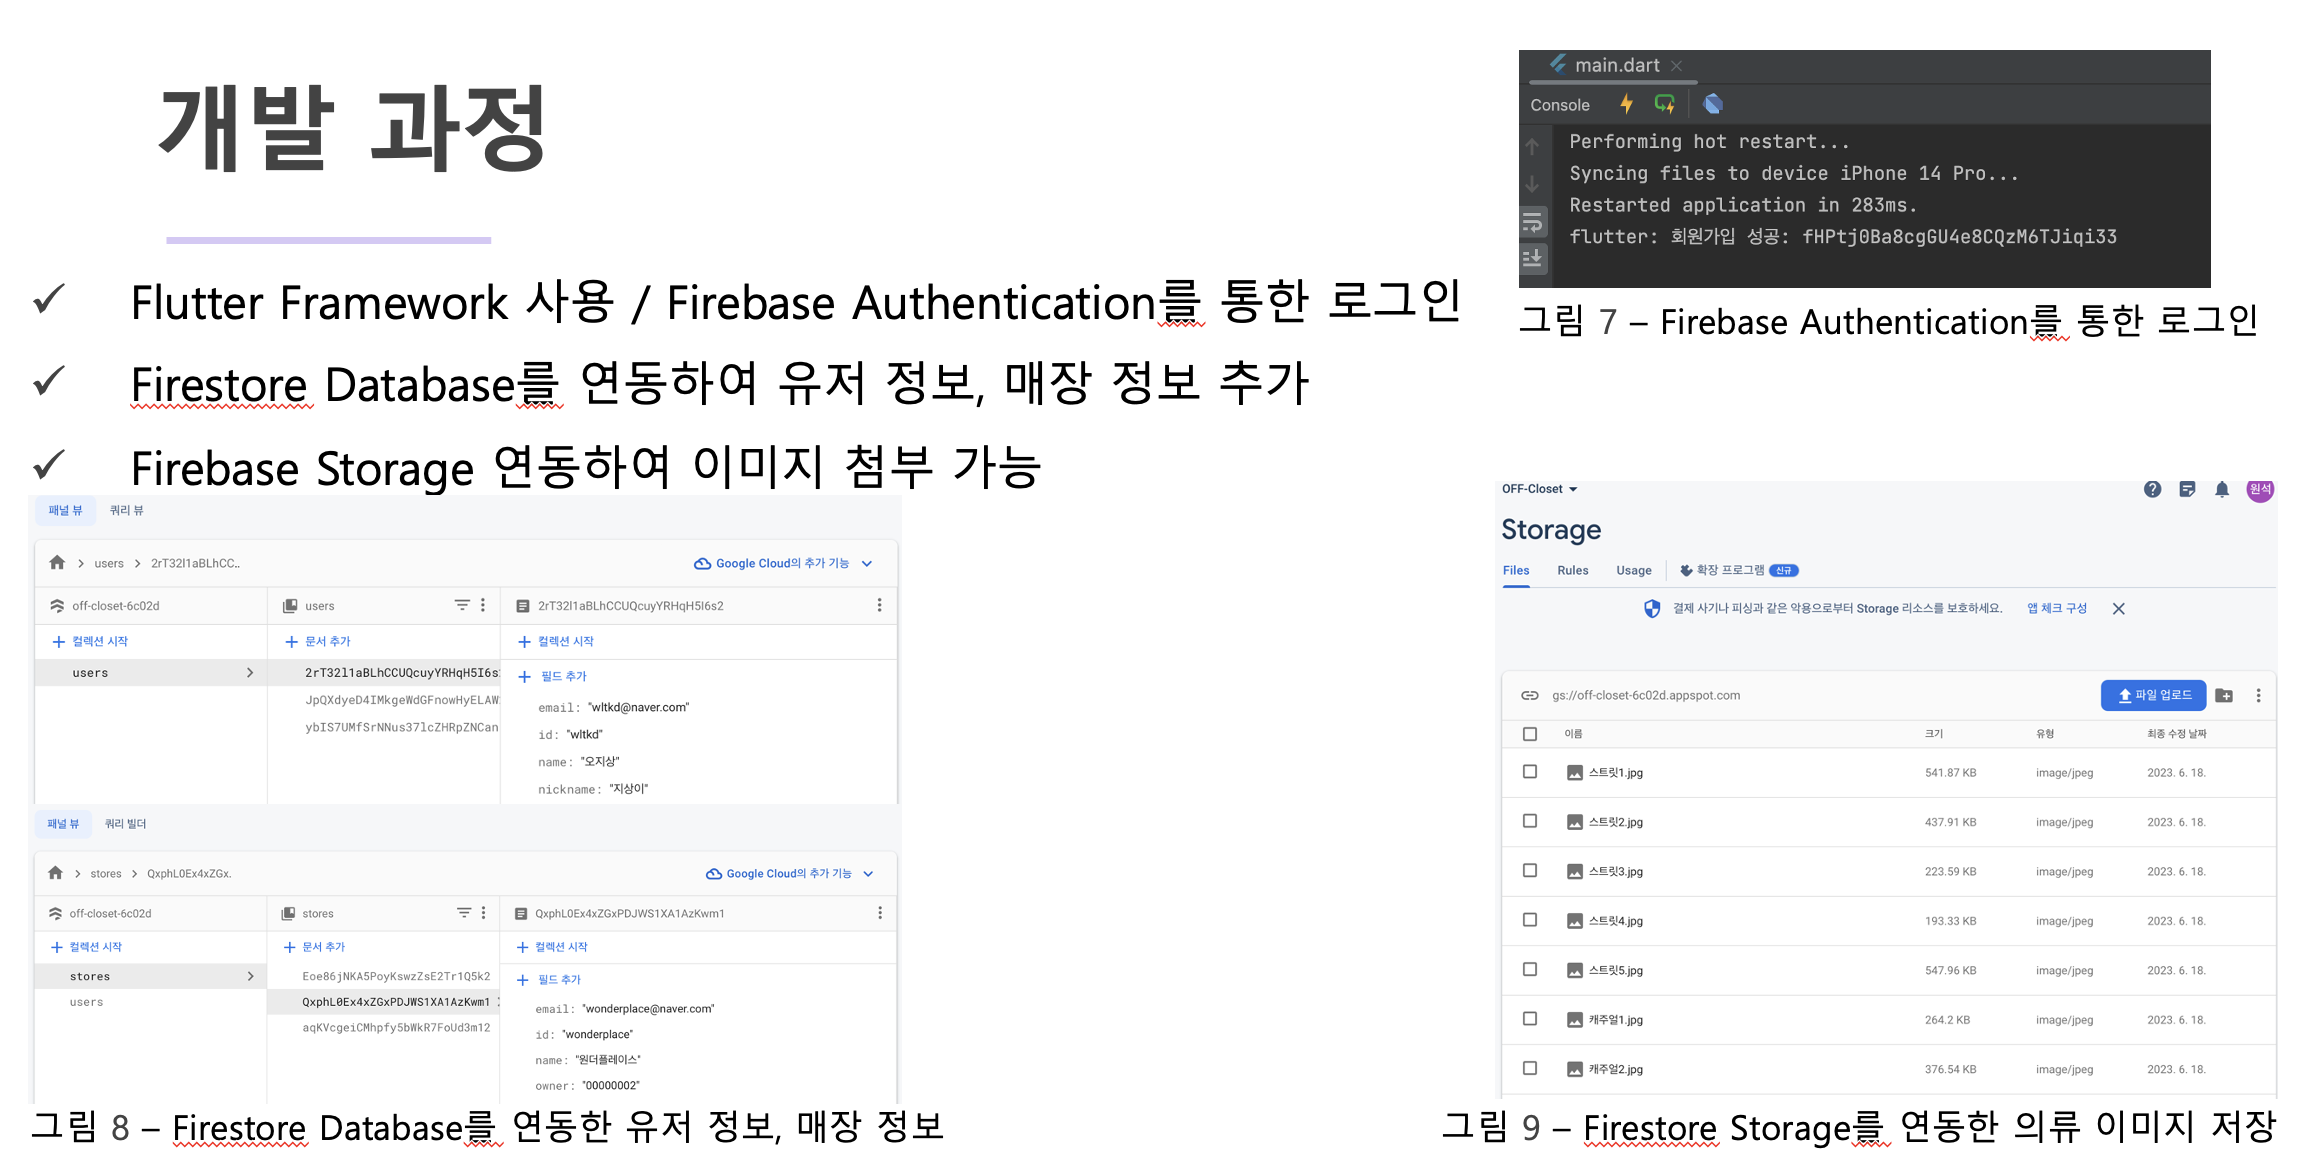 개발 과정
✓ Flutter Framework 사용 / Firebase Authentication를 통한 로그인
✓ Firestore Database를 연동하여 유저 정보, 매장 정보 추가
✓ Firebase Storage 연동하여 이미지 첨부 가능
main.dart
Console
Performing hot restart...
Syncing files to device iPhone 14 Pro...
Restarted application in 283ms.
flutter: 회원가입 성공: fHPtj0Ba8cgGU4e8CQzM6TJiqi33
그림 7 – Firebase Authentication를 통한 로그인
패널 뷰 쿼리 뷰
users 2rT32I1aBLhCC..
Google Cloud의 추가 기능
off-closet-6c02d users 2rT32I1aBLhCCUQcuyYRHqH5I6s2
컬렉션 시작 문서 추가 컬렉션 시작
users 2rT32l1aBLhCCUQcuyYRHqH5I6s 필드 추가
JpQXdyeD4IMkgeWdGFnowHyELAW
ybIS7UMfSrNNus37lcZHRpZNCan
email: "wltkd@naver.com"
id: "wltkd"
name: "오지상"
nickname: "지상이"
패널 뷰 쿼리 빌더
stores QxphL0Ex4xZGx.
Google Cloud의 추가 기능
off-closet-6c02d stores QxphL0Ex4xZGxPDJWS1XA1AzKwm1
컬렉션 시작 문서 추가 컬렉션 시작
stores Eoe86jNKA5PoyKswzZsE2Tr1Q5k2 필드 추가
users QxphL0Ex4xZGxPDJWS1XA1AzKwm1
aqKVcgeiCMhpfy5bWkR7FoUd3m12
email: "wonderplace@naver.com"
id: "wonderplace"
name: "원더플레이스"
owner: "00000002"
그림 8 – Firestore Database를 연동한 유저 정보, 매장 정보
OFF-Closet 원석
Storage
Files Rules Usage 확장 프로그램 신규
결제 사기나 피싱과 같은 악용으로부터 Storage 리소스를 보호하세요. 앱 체크 구성
gs://off-closet-6c02d.appspot.com 파일 업로드
이름 크기 유형 최종 수정 날짜
스트릿1.jpg 541.87 KB image/jpeg 2023. 6. 18.
스트릿2.jpg 437.91 KB image/jpeg 2023. 6. 18.
스트릿3.jpg 223.59 KB image/jpeg 2023. 6. 18.
스트릿4.jpg 193.33 KB image/jpeg 2023. 6. 18.
스트릿5.jpg 547.96 KB image/jpeg 2023. 6. 18.
캐주얼1.jpg 264.2 KB image/jpeg 2023. 6. 18.
캐주얼2.jpg 376.54 KB image/jpeg 2023. 6. 18.
그림 9 – Firestore Storage를 연동한 의류 이미지 저장